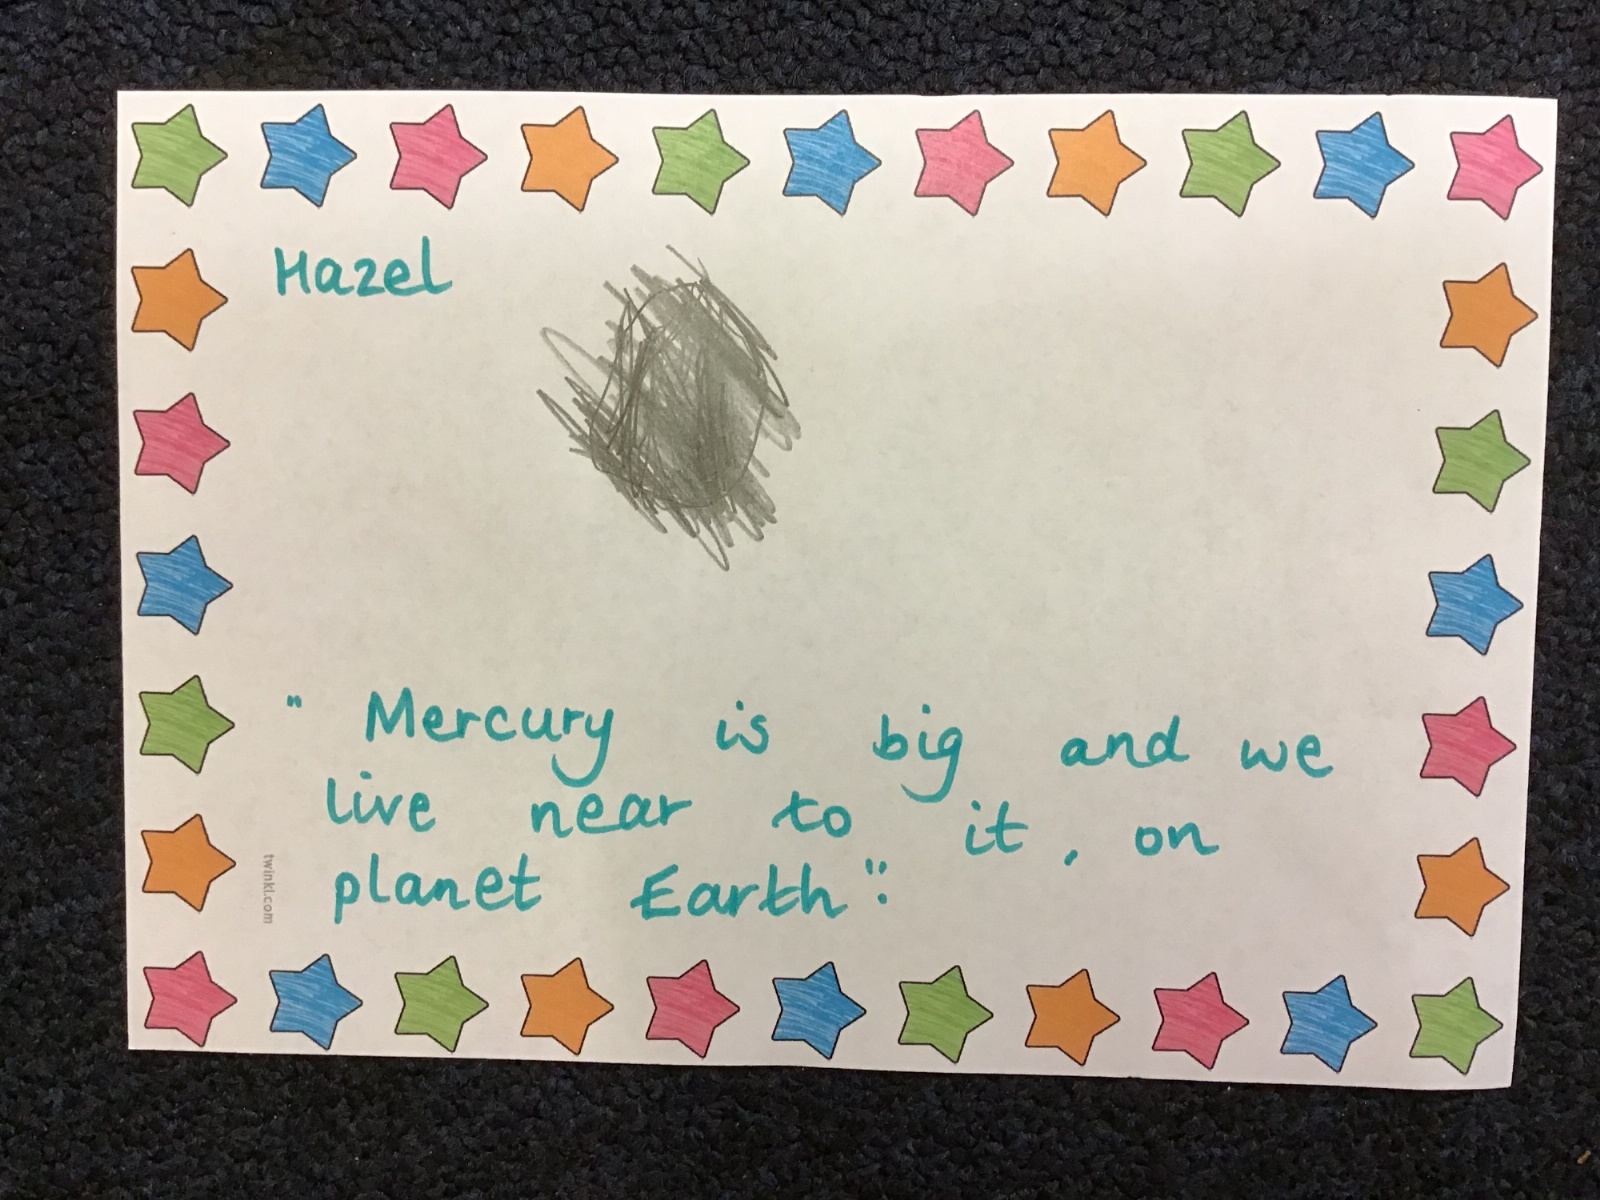 Hazel
" Mercury is big and we
live near to it, on
planet Earth".
twinkl.com